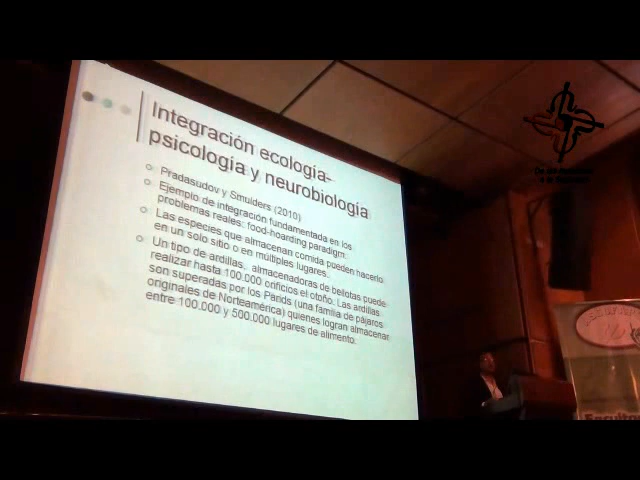 Integración ecología-
psicología y neurobiología
Pradasudov y Smulders (2010)
Ejemplo de integración fundamentada en los
problemas reales: food-hoarding paradigm:
Las especies que almacenan comida pueden hacerlo
en un solo sitio o en múltiples lugares.
Un tipo de ardillas, almacenadoras de bellotas puede
realizar hasta 100.000 orificios el otoño. Las ardillas
son superadas por los Parids (una familia de pájaros
originales de Norteamérica) quienes logran almacenar
entre 100.000 y 500.000 lugares de alimento.